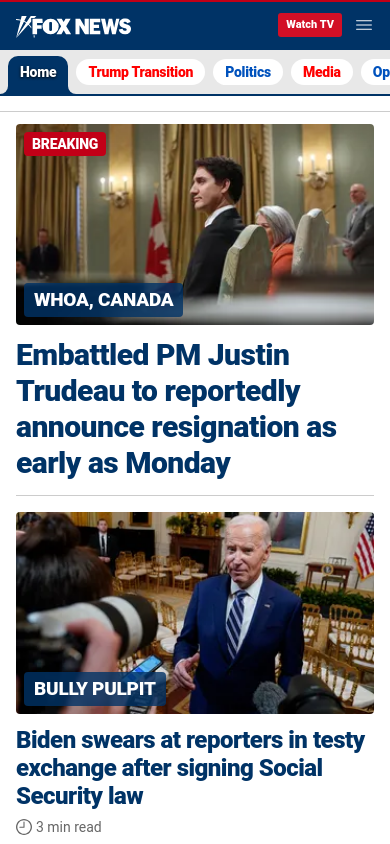 FOX NEWS
Watch TV
Home
Trump Transition
Politics
Media
Op
BREAKING
WHOA, CANADA
Embattled PM Justin
Trudeau to reportedly
announce resignation as
early as Monday
BULLY PULPIT
Biden swears at reporters in testy
exchange after signing Social
Security law
3 min read